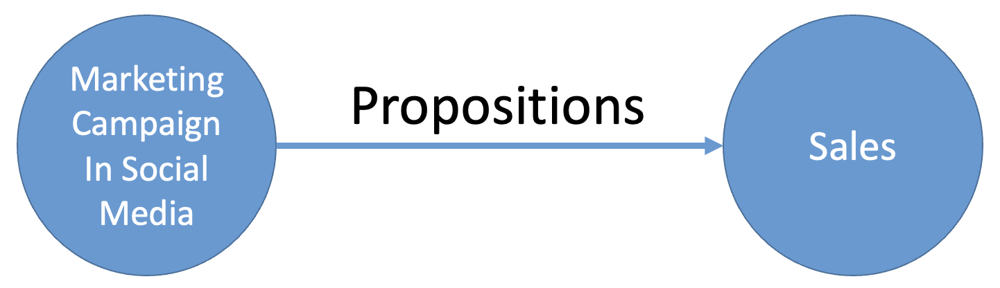 Marketing
Campaign
In Social
Media
Propositions
Sales